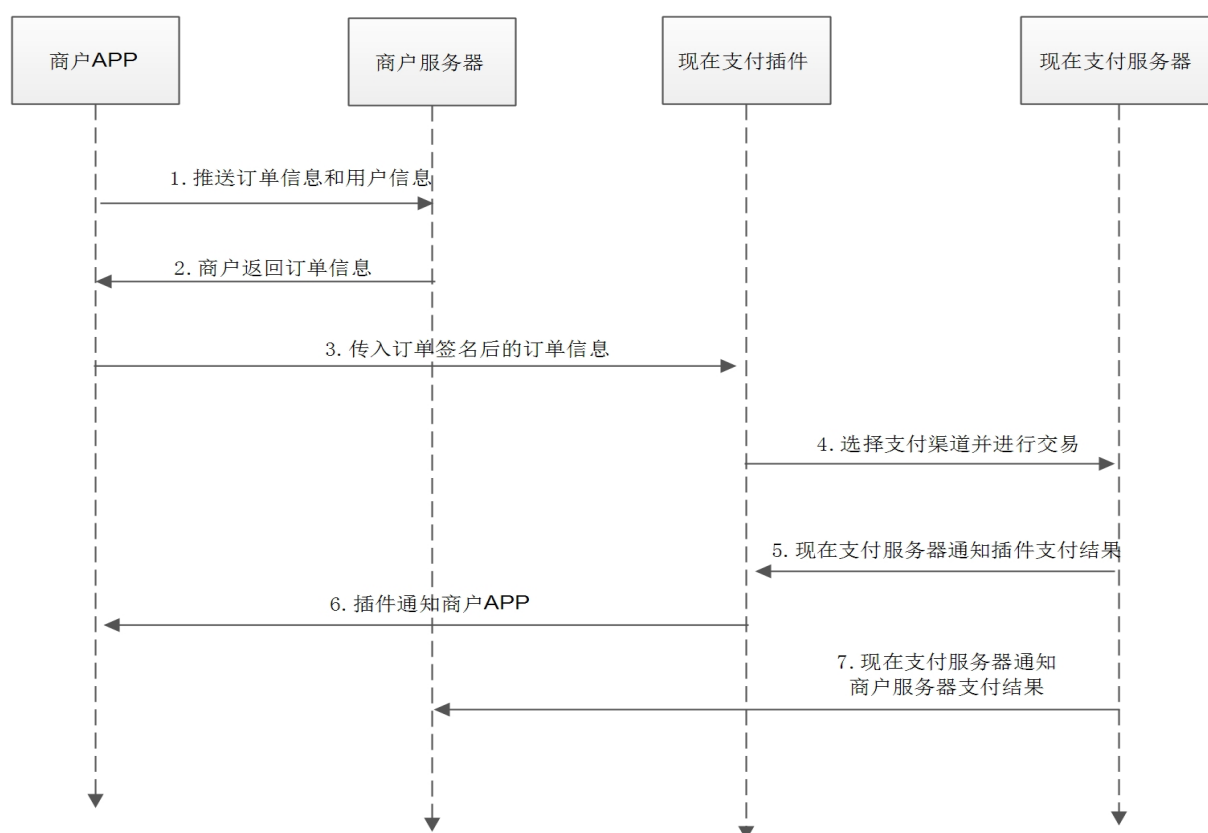 商户APP
商户服务器
现在支付插件
现在支付服务器
1.推送订单信息和用户信息
2.商户返回订单信息
3.传入订单签名后的订单信息
4.选择支付渠道并进行交易
5.现在支付服务器通知插件支付结果
6.插件通知商户APP
7.现在支付服务器通知
商户服务器支付结果